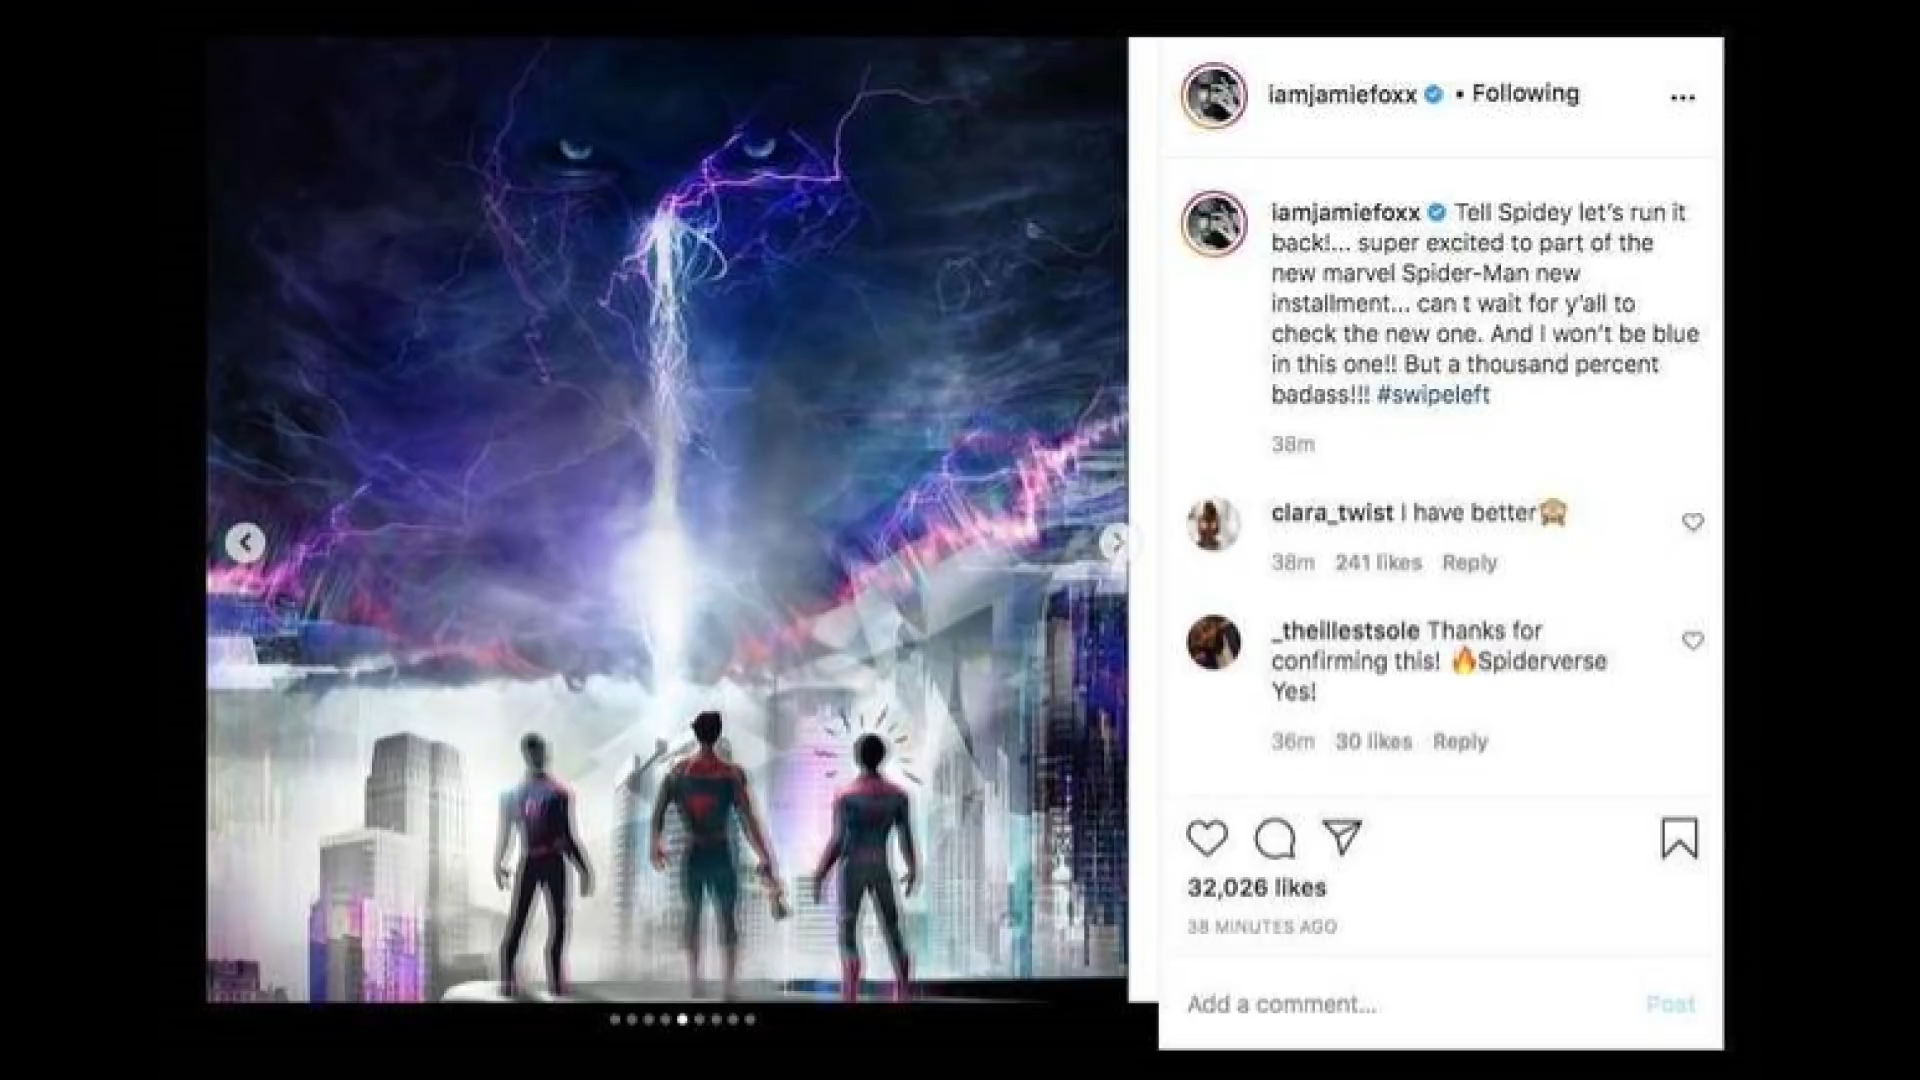 iamjamiefoxx • Following
iamjamiefoxx Tell Spidey let's run it
back!... super excited to part of the
new marvel Spider-Man new
installment... can t wait for y'all to
check the new one. And I won't be blue
in this one!! But a thousand percent
badass!!! #swipeleft
38m
clara_twist I have better🙈
38m 241 likes Reply
_theillestsole Thanks for
confirming this! 🔥Spiderverse
Yes!
36m 30 likes Reply
32,026 likes
38 MINUTES AGO
Add a comment... Post